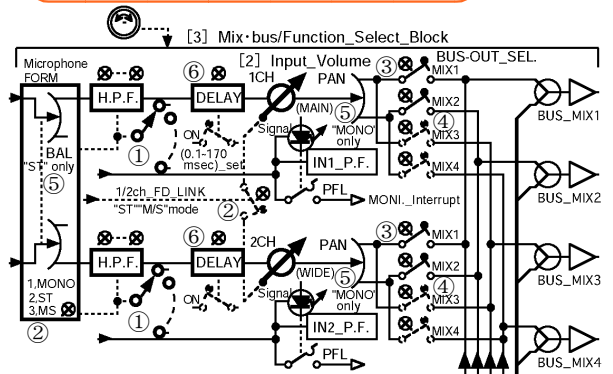 [3] Mix・bus/Function_Select_Block
Microphone
FORM
[2] Input_Volume
BUS-OUT_SEL.
⑥
1CH
PAN
③
MIX1
H.P.F.
DELAY
(MAIN)
⑤
MIX2
④
BUS_MIX1
BAL
"ST" only
⑤
①
ON
(0.1-170
msec)_set
Signal
"MONO"
only
MIX3
IN1_P.F.
MIX4
1/2ch_FD_LINK
"ST""M/S"mode
②
PFL
MONI._Interrupt
BUS_MIX2
⑥
2CH
PAN
③
MIX1
H.P.F.
DELAY
(WIDE)
⑤
MIX2
④
BUS_MIX3
1,MONO
2,ST
3,MS
①
ON
Signal
"MONO"
only
MIX3
IN2_P.F.
MIX4
②
PFL
BUS_MIX4